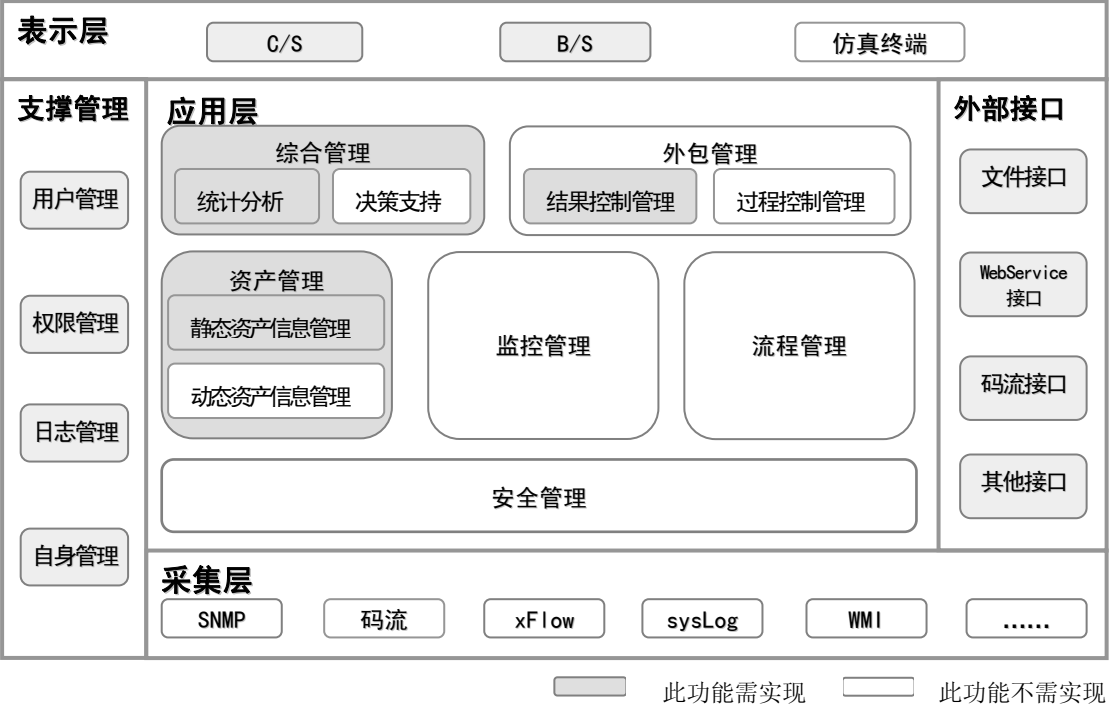 表示层
C/S
B/S
仿真终端
支撑管理
用户管理
权限管理
日志管理
自身管理
应用层
综合管理
统计分析
决策支持
外包管理
结果控制管理
过程控制管理
资产管理
静态资产信息管理
动态资产信息管理
监控管理
流程管理
安全管理
外部接口
文件接口
WebService
接口
码流接口
其他接口
采集层
SNMP
码流
xFlow
sysLog
WMI
……
此功能需实现
此功能不需实现